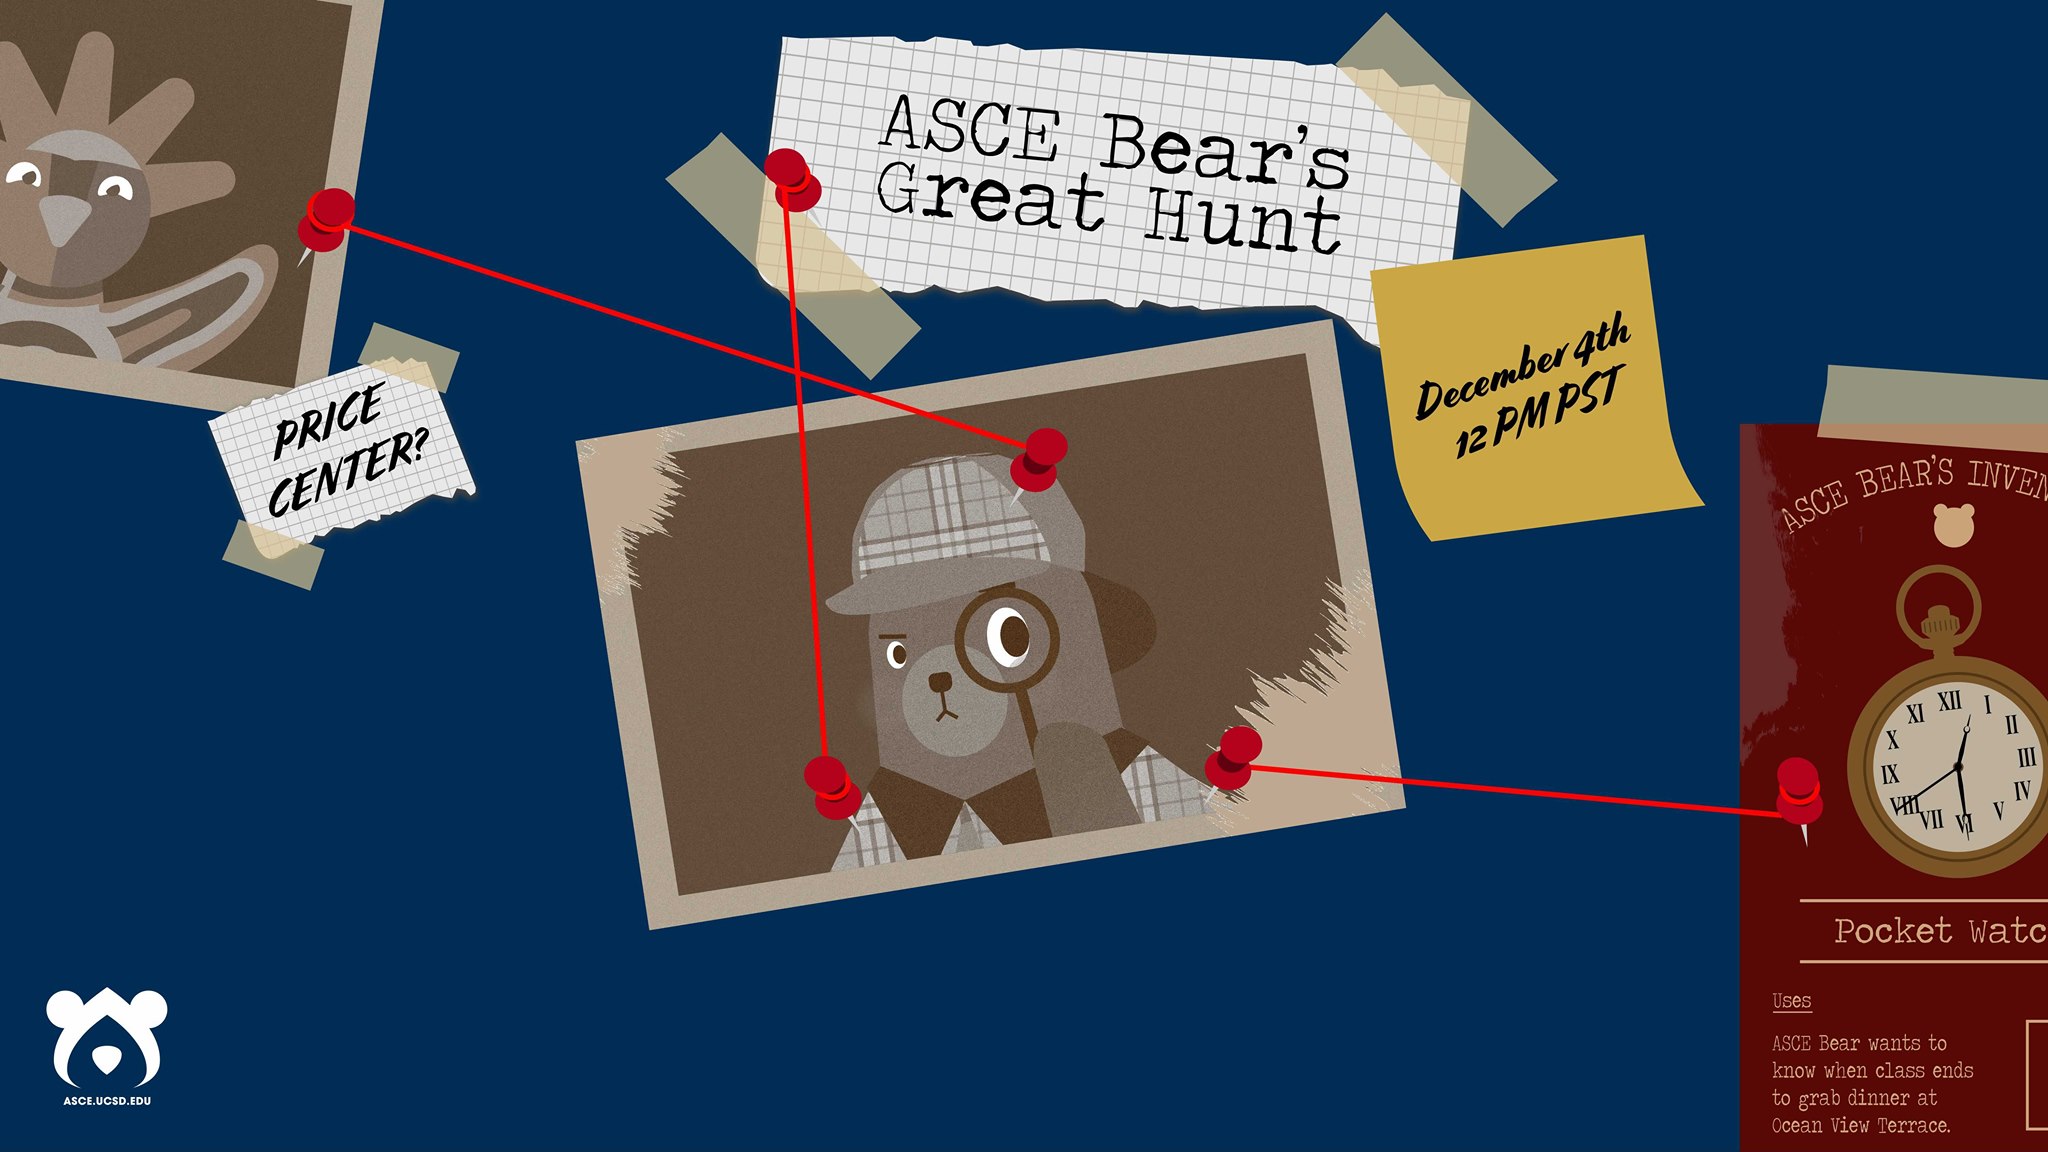 ASCE Bear's
Great Hunt
December 4th
12 PM PST
PRICE
CENTER?
ASCE BEAR'S INVEN
XII
I
II
III
IV
V
VI
VII
VIII
IX
X
XI
Pocket Watc
Uses
ASCE Bear wants to
know when class ends
to grab dinner at
Ocean View Terrace.
ASCE.UCSD.EDU